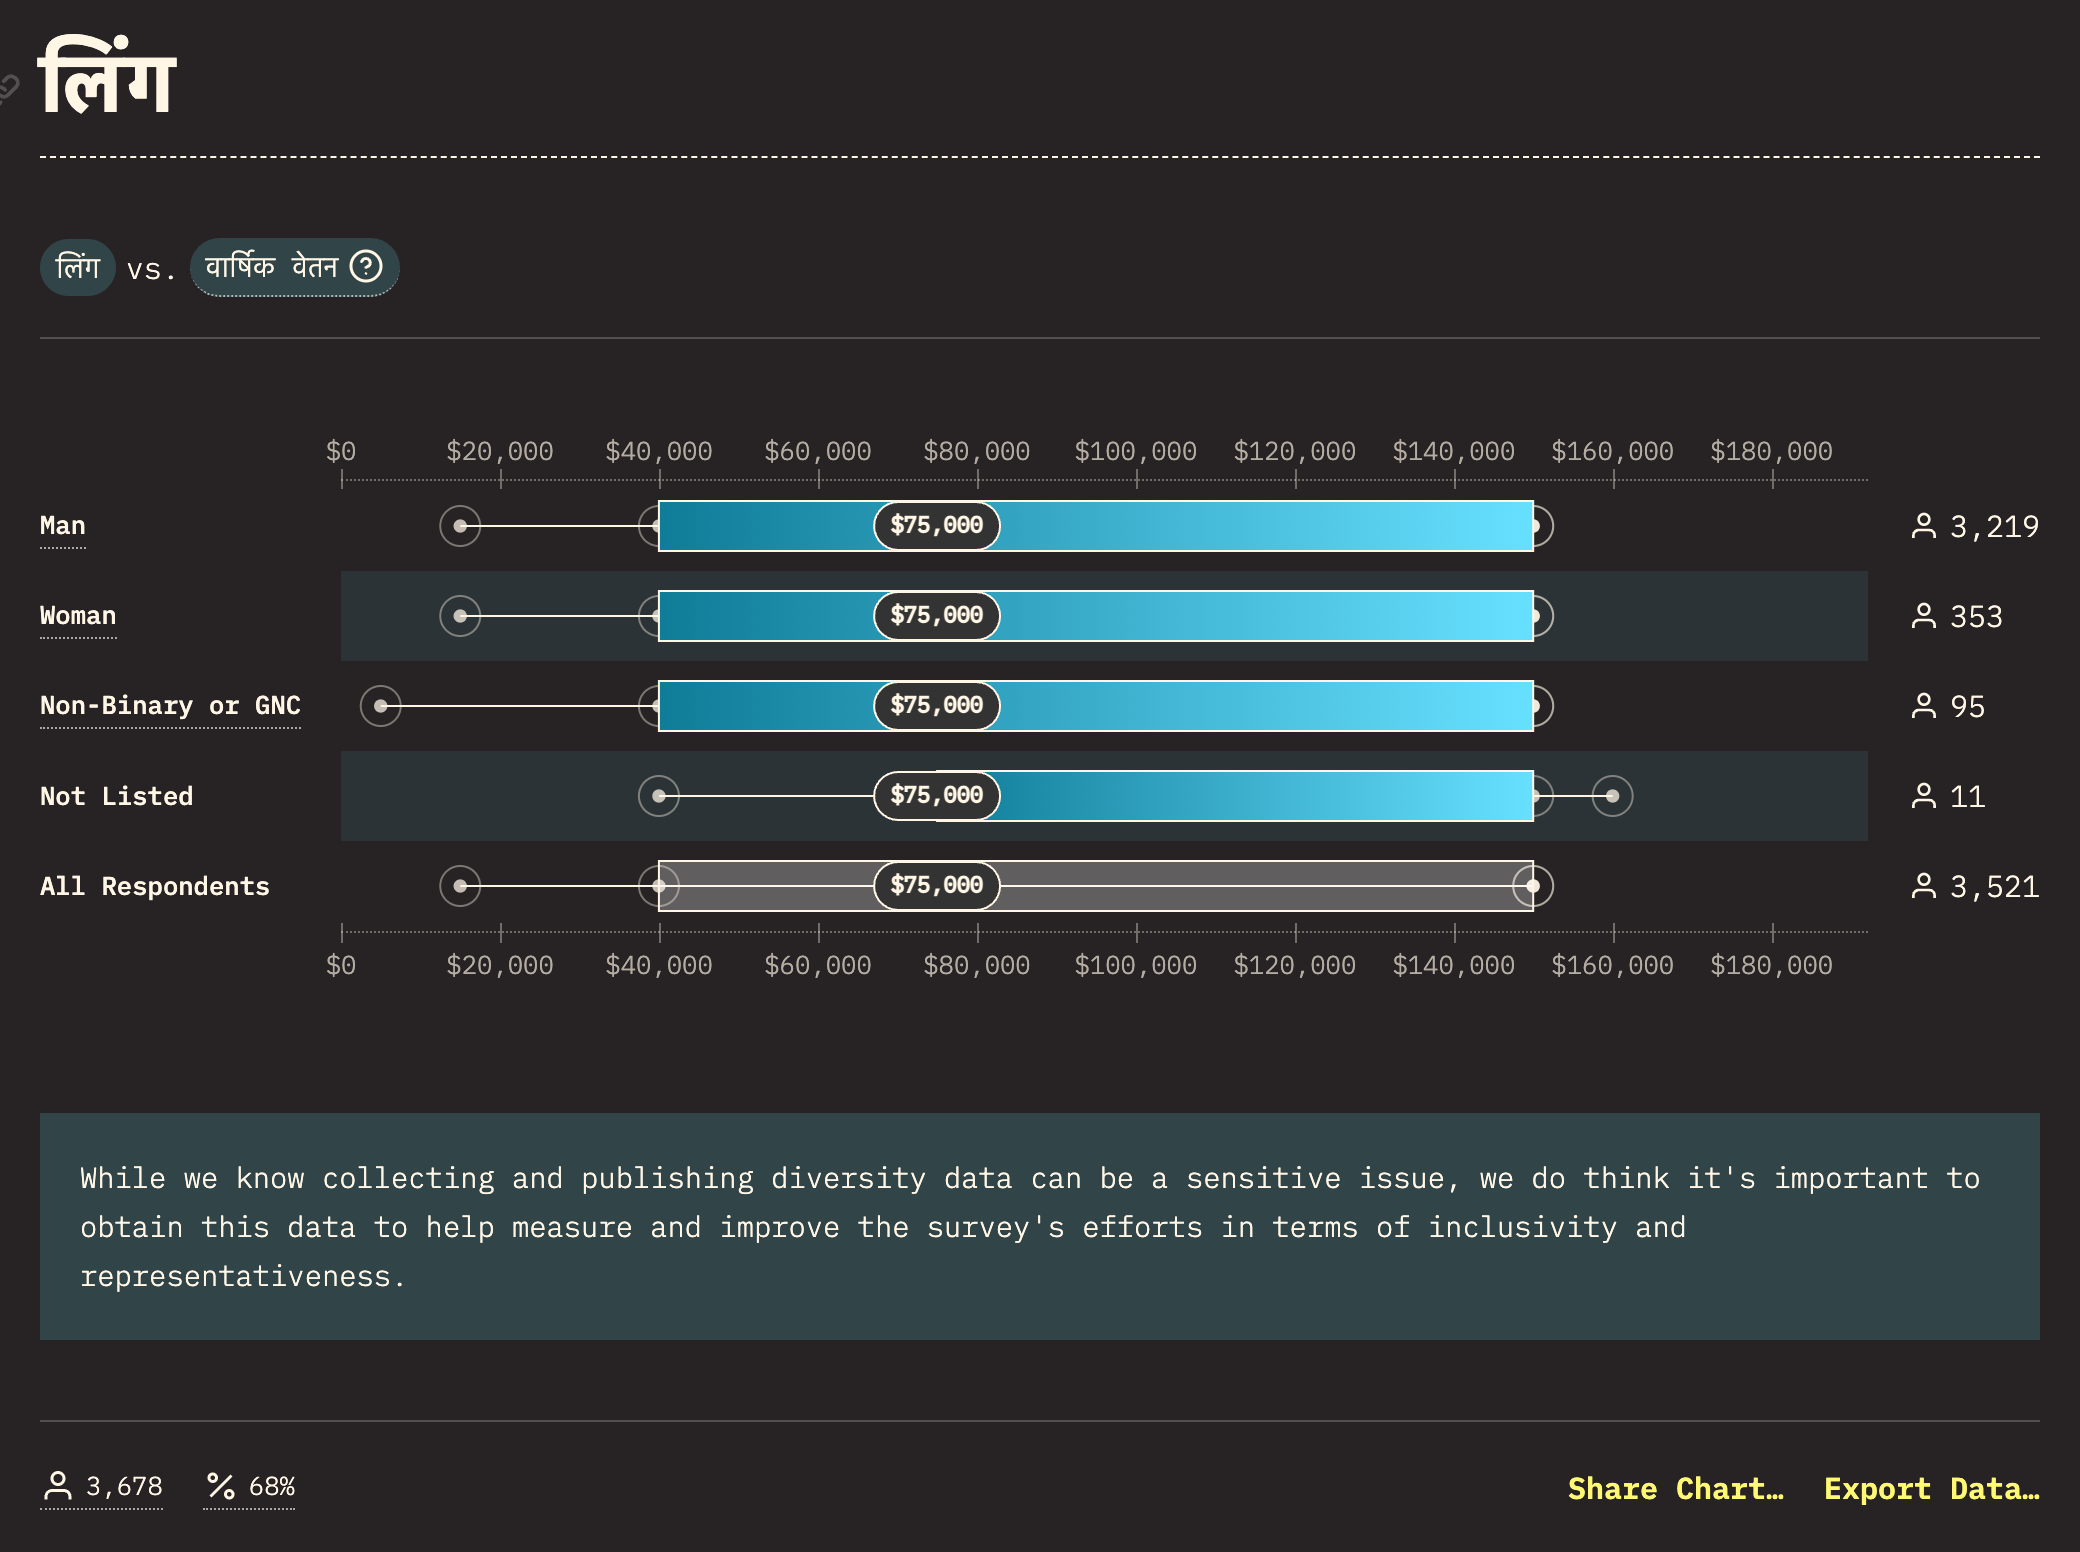 लिंग
लिंग vs. वार्षिक वेतन
$0 $20,000 $40,000 $60,000 $80,000 $100,000 $120,000 $140,000 $160,000 $180,000
Man $75,000 3,219
Woman $75,000 353
Non-Binary or GNC $75,000 95
Not Listed $75,000 11
All Respondents $75,000 3,521
$0 $20,000 $40,000 $60,000 $80,000 $100,000 $120,000 $140,000 $160,000 $180,000
While we know collecting and publishing diversity data can be a sensitive issue, we do think it's important to
obtain this data to help measure and improve the survey's efforts in terms of inclusivity and
representativeness.
3,678 68% Share Chart… Export Data…